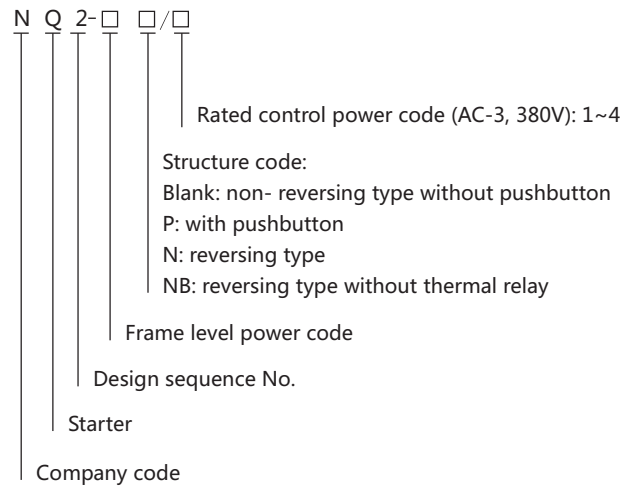 N Q 2-□ □/□
Rated control power code (AC-3, 380V): 1~4
Structure code:
Blank: non- reversing type without pushbutton
P: with pushbutton
N: reversing type
NB: reversing type without thermal relay
Frame level power code
Design sequence No.
Starter
Company code